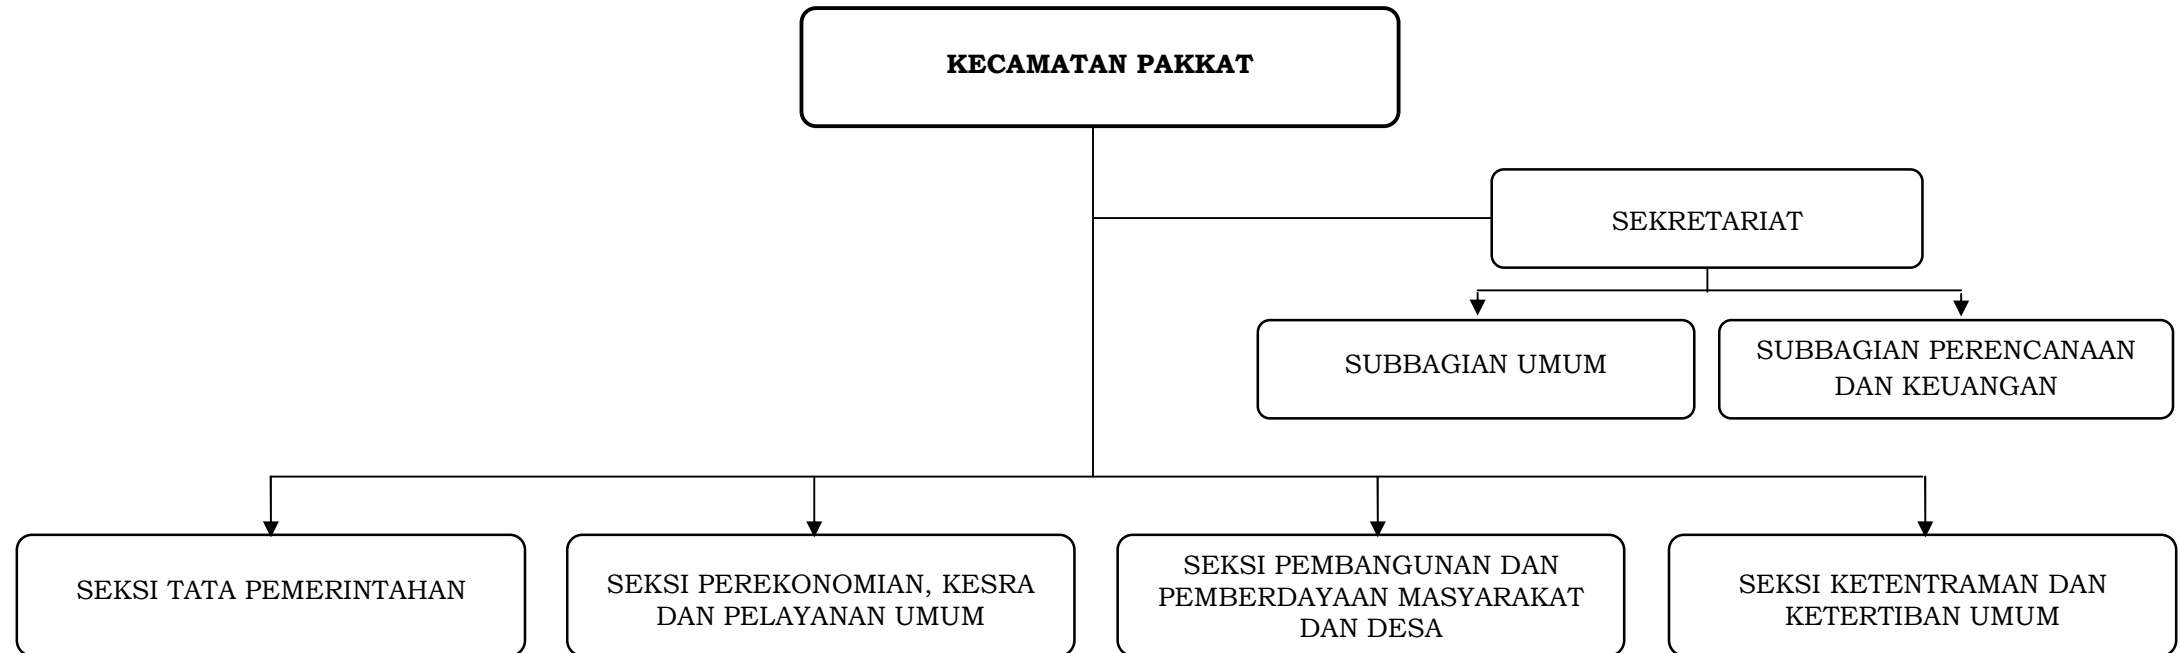 KECAMATAN PAKKAT
SEKRETARIAT
SUBBAGIAN UMUM
SUBBAGIAN PERENCANAAN
DAN KEUANGAN
SEKSI TATA PEMERINTAHAN
SEKSI PEREKONOMIAN, KESRA
DAN PELAYANAN UMUM
SEKSI PEMBANGUNAN DAN
PEMBERDAYAAN MASYARAKAT
DAN DESA
SEKSI KETENTRAMAN DAN
KETERTIBAN UMUM